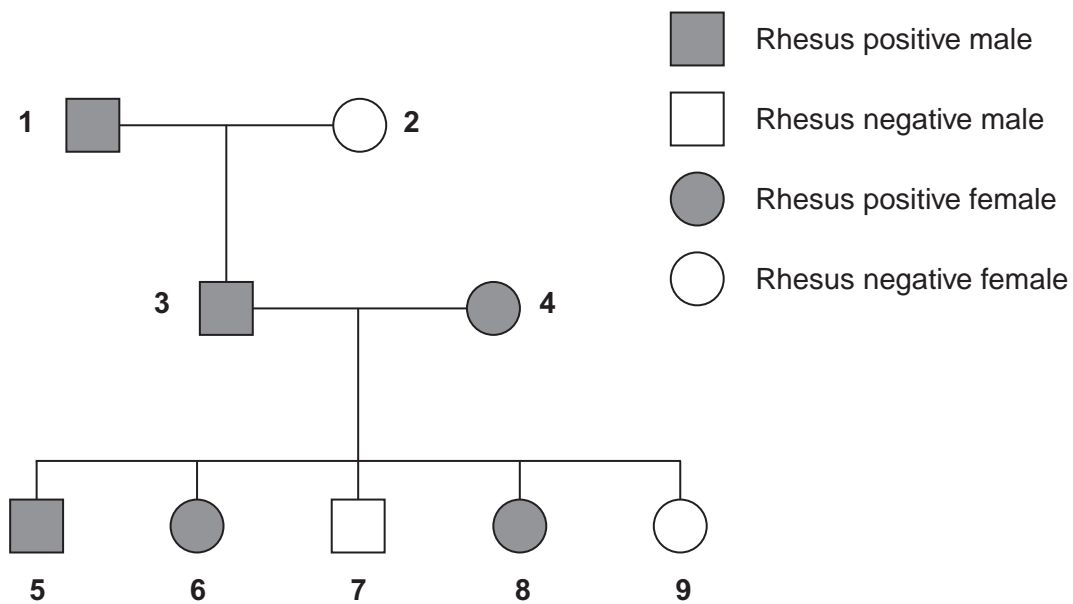 Rhesus positive male
1 2 Rhesus negative male
Rhesus positive female
3 4 Rhesus negative female
5 6 7 8 9